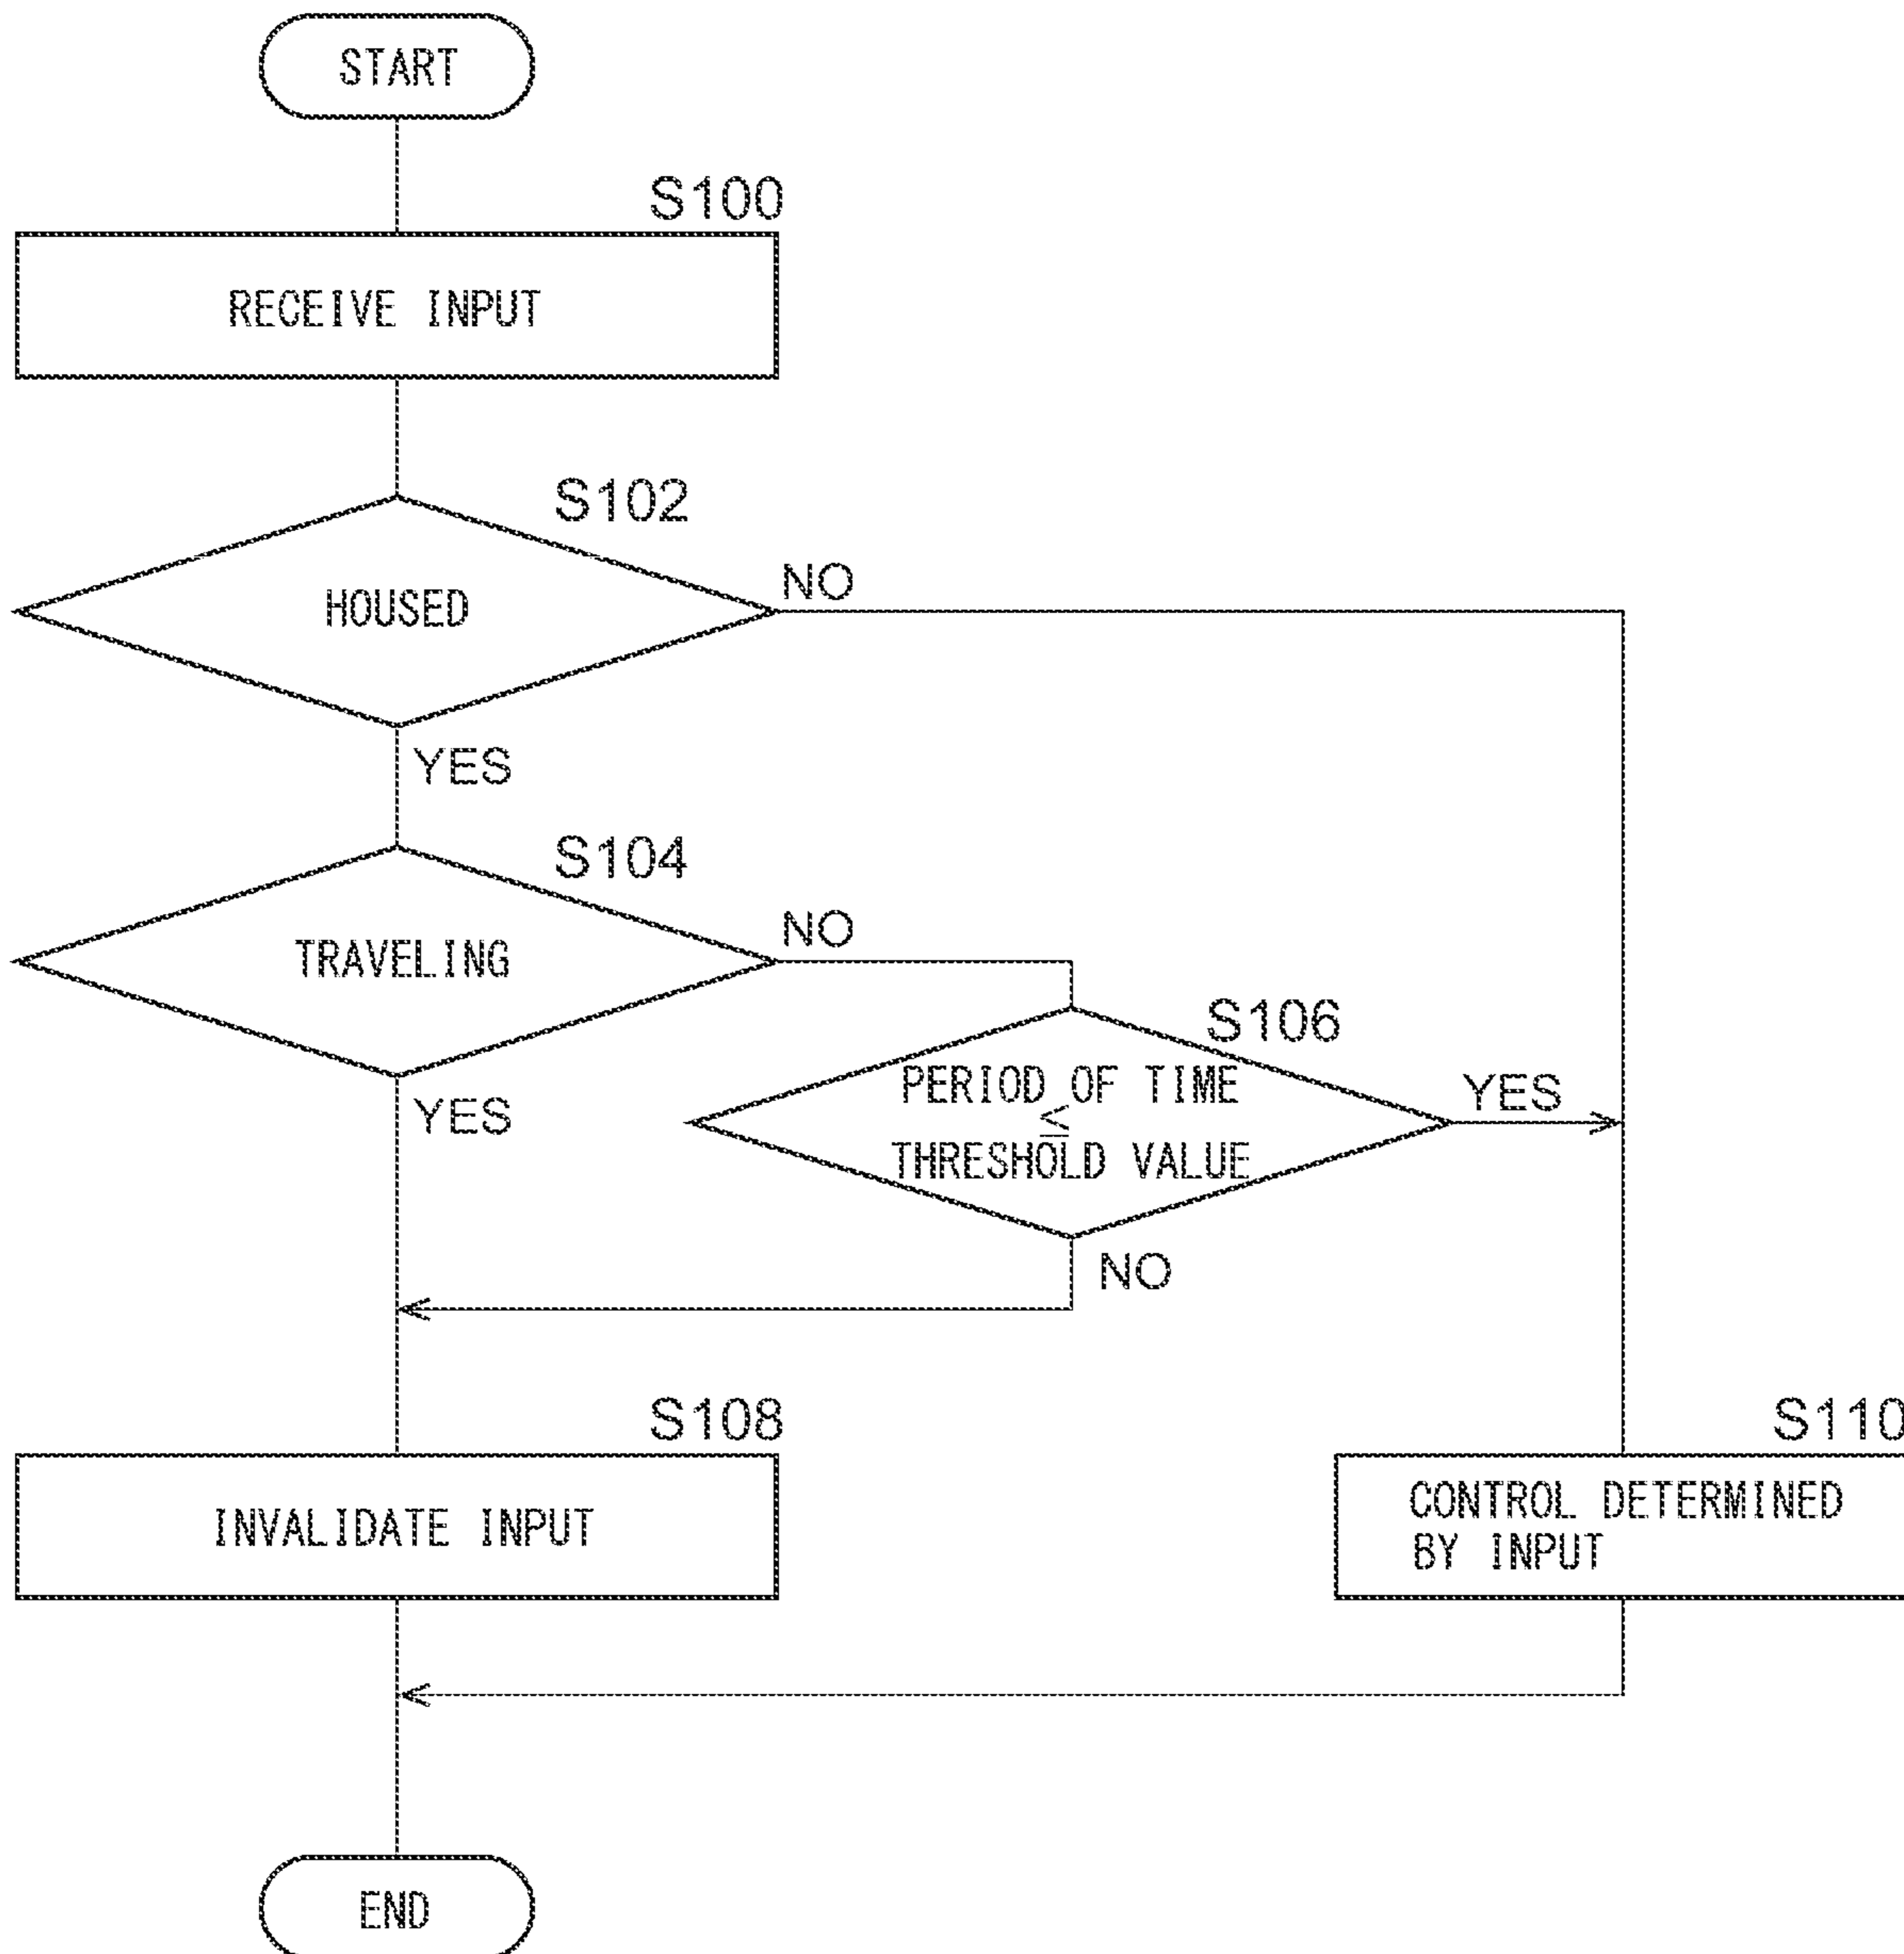 START
S100
RECEIVE INPUT
S102
HOUSED
NO
YES
S104
TRAVELING
NO
YES
S106
PERIOD OF TIME
≤
THRESHOLD VALUE
YES
NO
S108
INVALIDATE INPUT
S110
CONTROL DETERMINED
BY INPUT
END